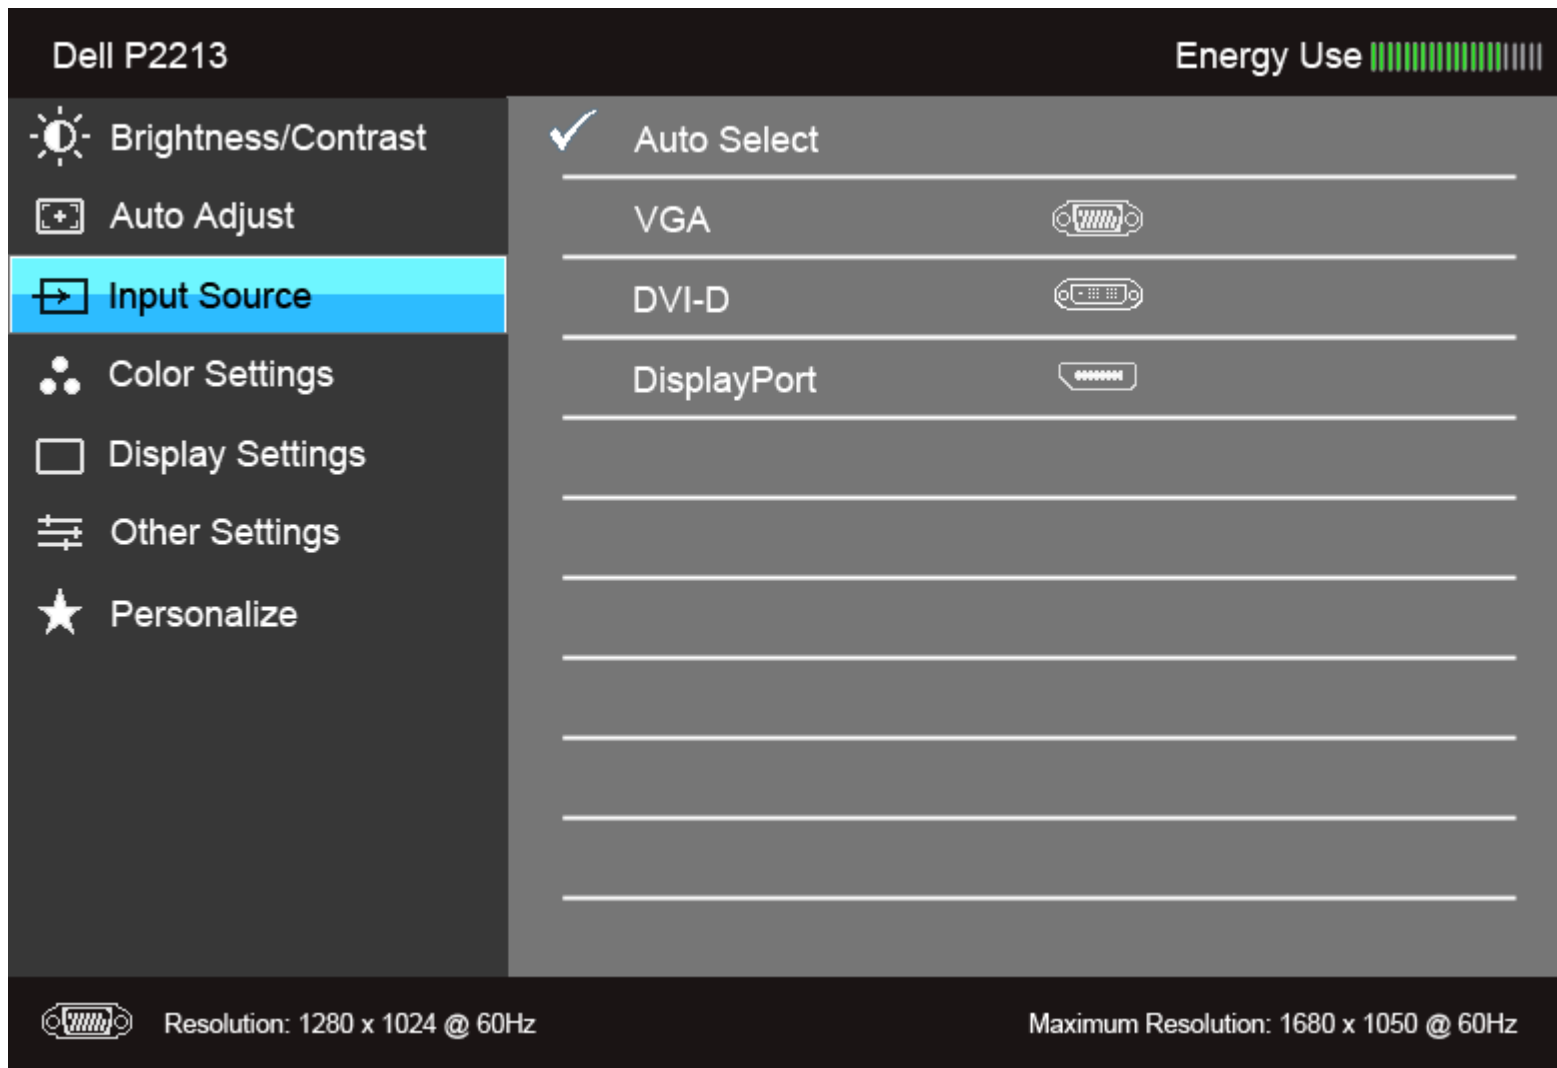 Dell P2213
Energy Use
Brightness/Contrast
Auto Adjust
Input Source
Color Settings
Display Settings
Other Settings
Personalize
Auto Select
VGA
DVI-D
DisplayPort
Resolution: 1280 x 1024 @ 60Hz
Maximum Resolution: 1680 x 1050 @ 60Hz